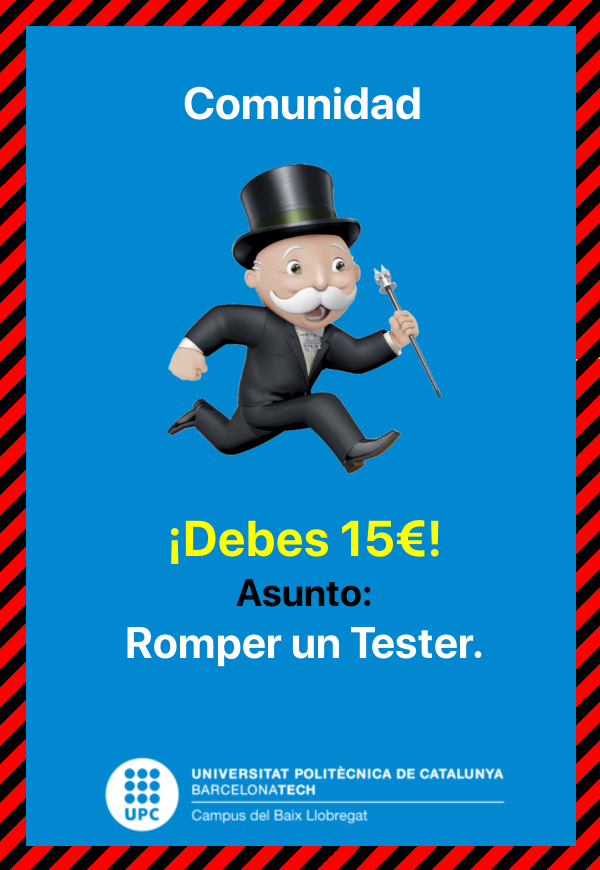 Comunidad
¡Debes 15€!
Asunto:
Romper un Tester.
UNIVERSITAT POLITÈCNICA DE CATALUNYA
BARCELONATECH
UPC
Campus del Baix Llobregat